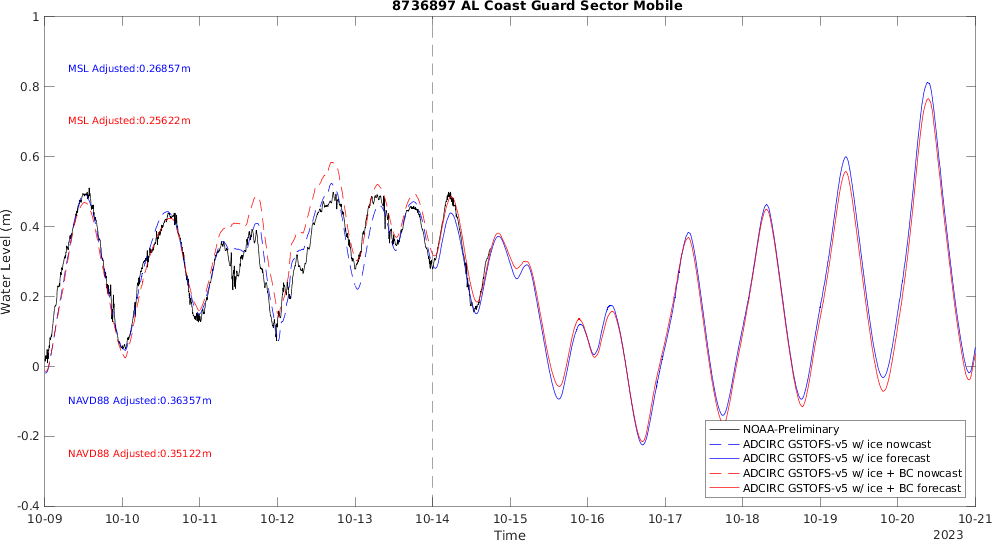 8736897 AL Coast Guard Sector Mobile
Water Level (m)
1
0.8
0.6
0.4
0.2
0
-0.2
-0.4
MSL Adjusted:0.26857m
MSL Adjusted:0.25622m
NAVD88 Adjusted:0.36357m
NAVD88 Adjusted:0.35122m
NOAA-Preliminary
ADCIRC GSTOFS-v5 w/ ice nowcast
ADCIRC GSTOFS-v5 w/ ice forecast
ADCIRC GSTOFS-v5 w/ ice + BC nowcast
ADCIRC GSTOFS-v5 w/ ice + BC forecast
10-09 10-10 10-11 10-12 10-13 10-14 10-15 10-16 10-17 10-18 10-19 10-20 10-21
Time
2023